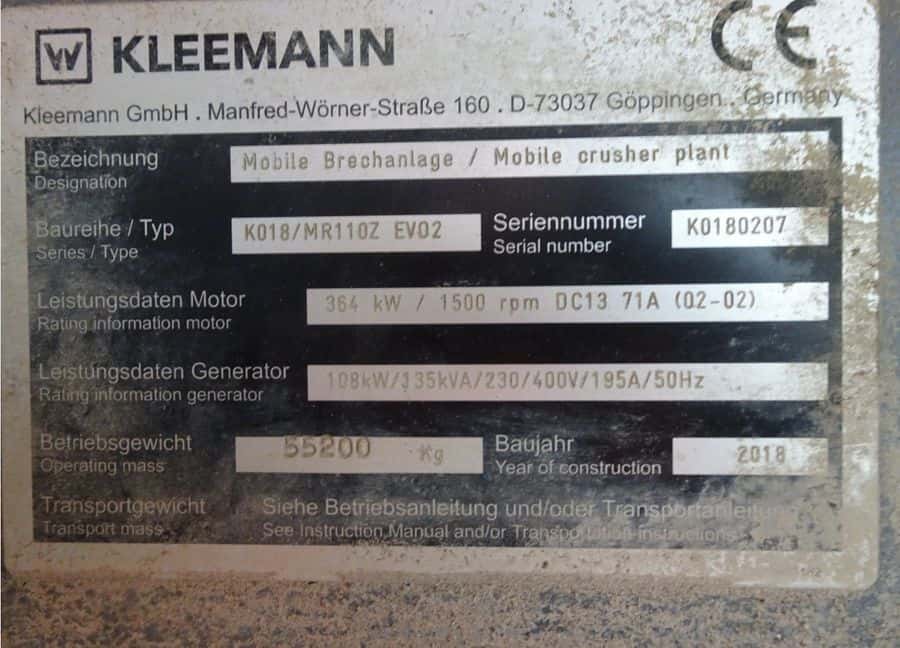 W KLEEMANN CE
Kleemann GmbH . Manfred-Wörner-Straße 160 . D-73037 Göppingen . Germany
Bezeichnung Mobile Brechanlage / Mobile crusher plant
Designation
Baureihe / Typ K018/MR110Z EVO2 Seriennummer K0180207
Series / Type Serial number
Leistungsdaten Motor 364 kW / 1500 rpm DC13 71A (02-02)
Rating information motor
Leistungsdaten Generator 108kW/135kVA/230/400V/195A/50Hz
Rating information generator
Betriebsgewicht 55200 Kg Baujahr 2018
Operating mass Year of construction
Transportgewicht Siehe Betriebsanleitung und/oder Transportanleitung
Transport mass See Instruction Manual and/or Transportation instructions